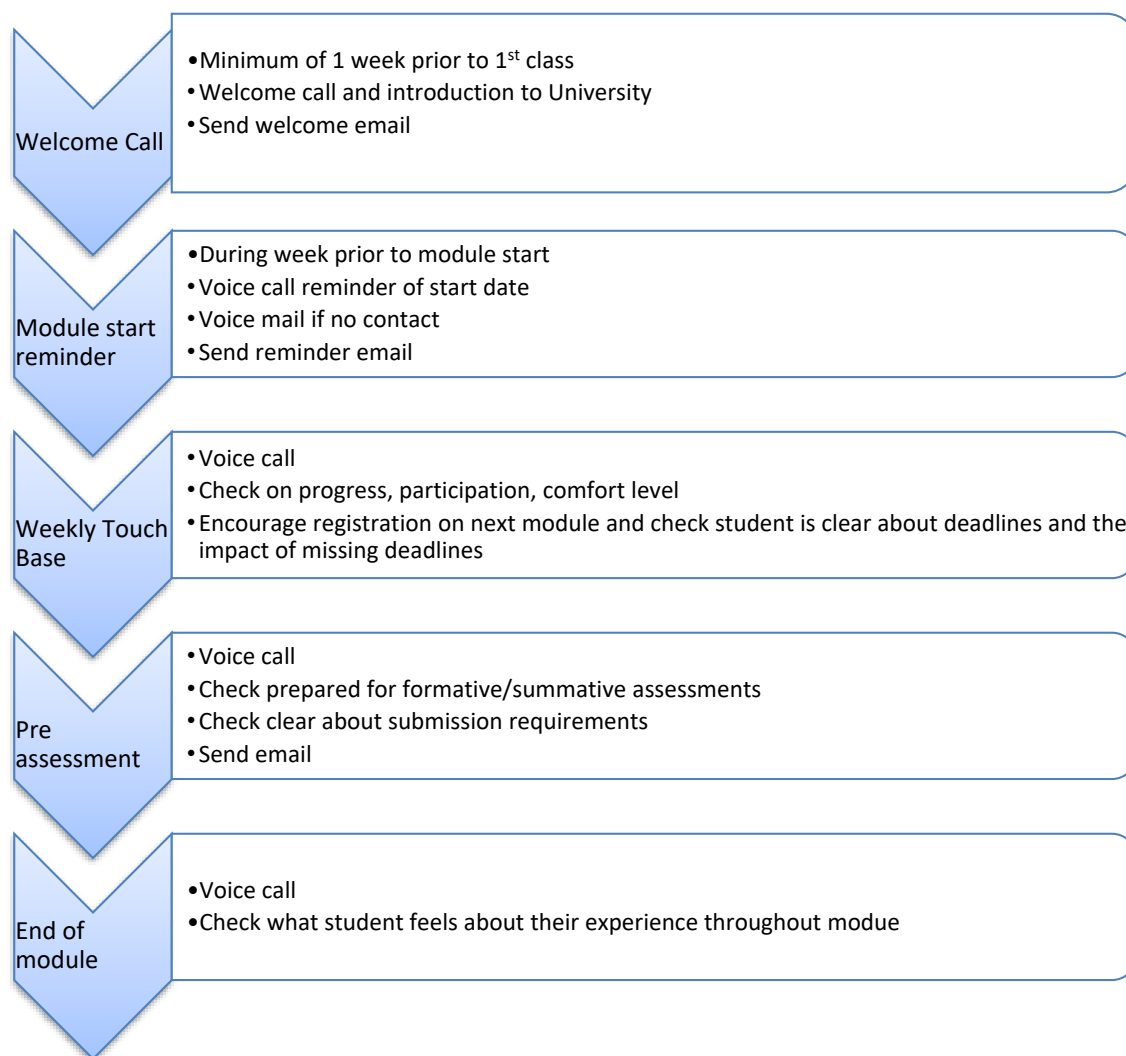 Welcome Call
•Minimum of 1 week prior to 1st class
•Welcome call and introduction to University
•Send welcome email
Module start
reminder
•During week prior to module start
•Voice call reminder of start date
•Voice mail if no contact
•Send reminder email
Weekly Touch
Base
•Voice call
•Check on progress, participation, comfort level
•Encourage registration on next module and check student is clear about deadlines and the
impact of missing deadlines
Pre
assessment
•Voice call
•Check prepared for formative/summative assessments
•Check clear about submission requirements
•Send email
End of
module
•Voice call
•Check what student feels about their experience throughout modue